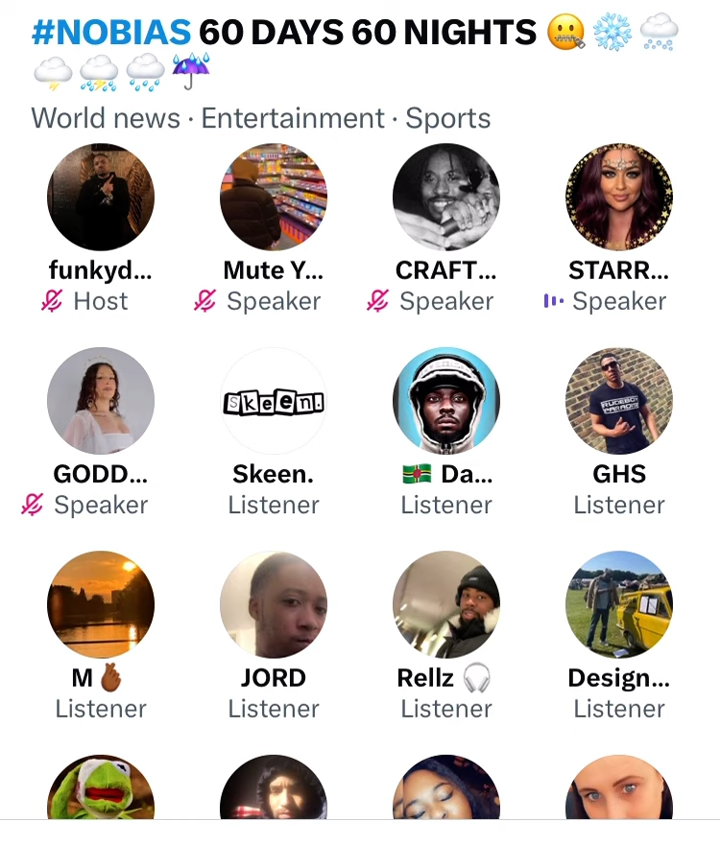 #NOBIAS 60 DAYS 60 NIGHTS 🤐❄️🌨️
🌩️⛈️🌧️☔
World news · Entertainment · Sports
funkyd... Mute Y... CRAFT... STARR...
Host Speaker Speaker Speaker
skeen.
GODD... Skeen. 🇩🇲 Da... GHS
Speaker Listener Listener Listener
M🫰🏾 JORD Rellz 🎧 Design...
Listener Listener Listener Listener